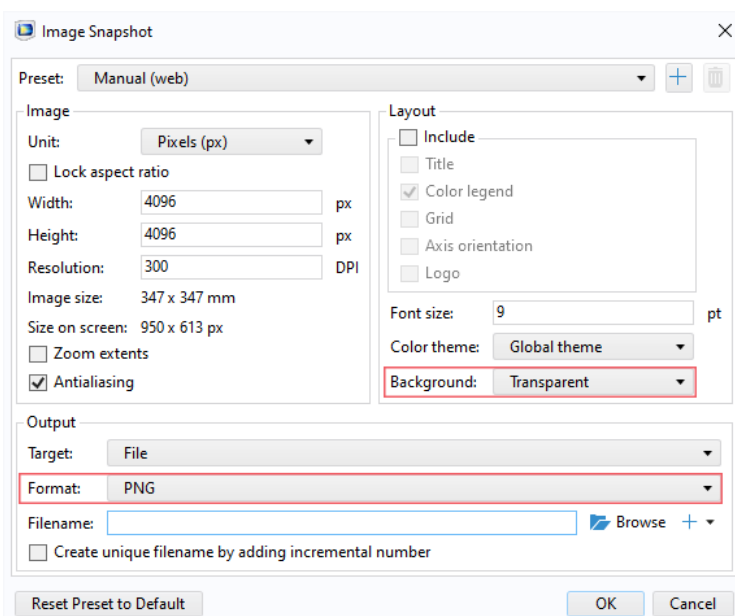 Image Snapshot
Preset: Manual (web)
Image
Unit: Pixels (px)
Lock aspect ratio
Width: 4096 px
Height: 4096 px
Resolution: 300 DPI
Image size: 347 x 347 mm
Size on screen: 950 x 613 px
Zoom extents
Antialiasing
Layout
Include
Title
Color legend
Grid
Axis orientation
Logo
Font size: 9 pt
Color theme: Global theme
Background: Transparent
Output
Target: File
Format: PNG
Filename: Browse
Create unique filename by adding incremental number
Reset Preset to Default OK Cancel